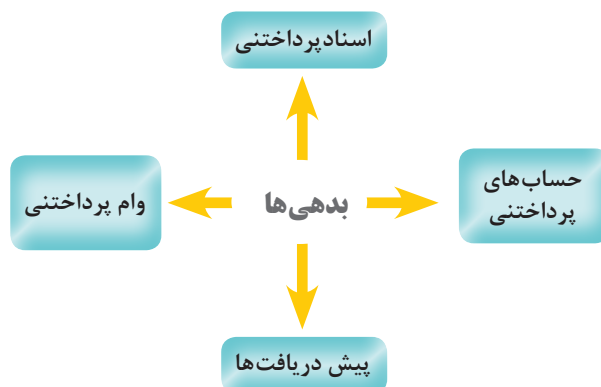 اسنادپرداختنی
حساب‌های
پرداختنی
بدهی‌ها
وام پرداختنی
پیش دریافت‌ها